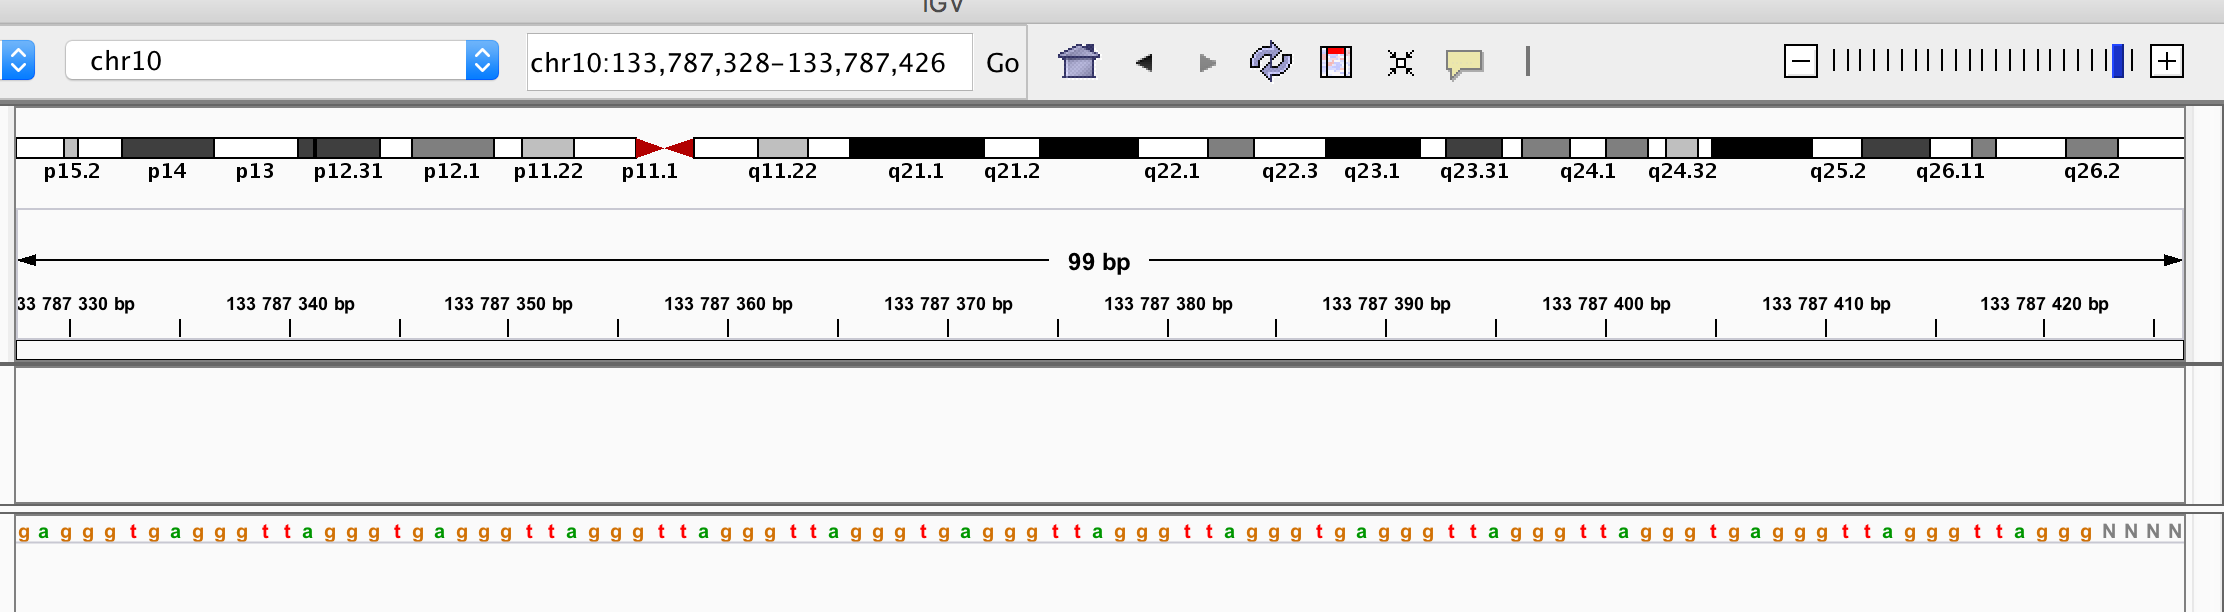 IGV
chr10
chr10:133,787,328-133,787,426 Go
p15.2 p14 p13 p12.31 p12.1 p11.22 p11.1 q11.22 q21.1 q21.2 q22.1 q22.3 q23.1 q23.31 q24.1 q24.32 q25.2 q26.11 q26.2
99 bp
33 787 330 bp 133 787 340 bp 133 787 350 bp 133 787 360 bp 133 787 370 bp 133 787 380 bp 133 787 390 bp 133 787 400 bp 133 787 410 bp 133 787 420 bp
g a g g g t g a g g g t t a g g g t g a g g g t t a g g g t t a g g g t t a g g g t g a g g g t t a g g g t t a g g g t g a g g g t t a g g g t t a g g g t g a g g g t t a g g g t t a g g g N N N N